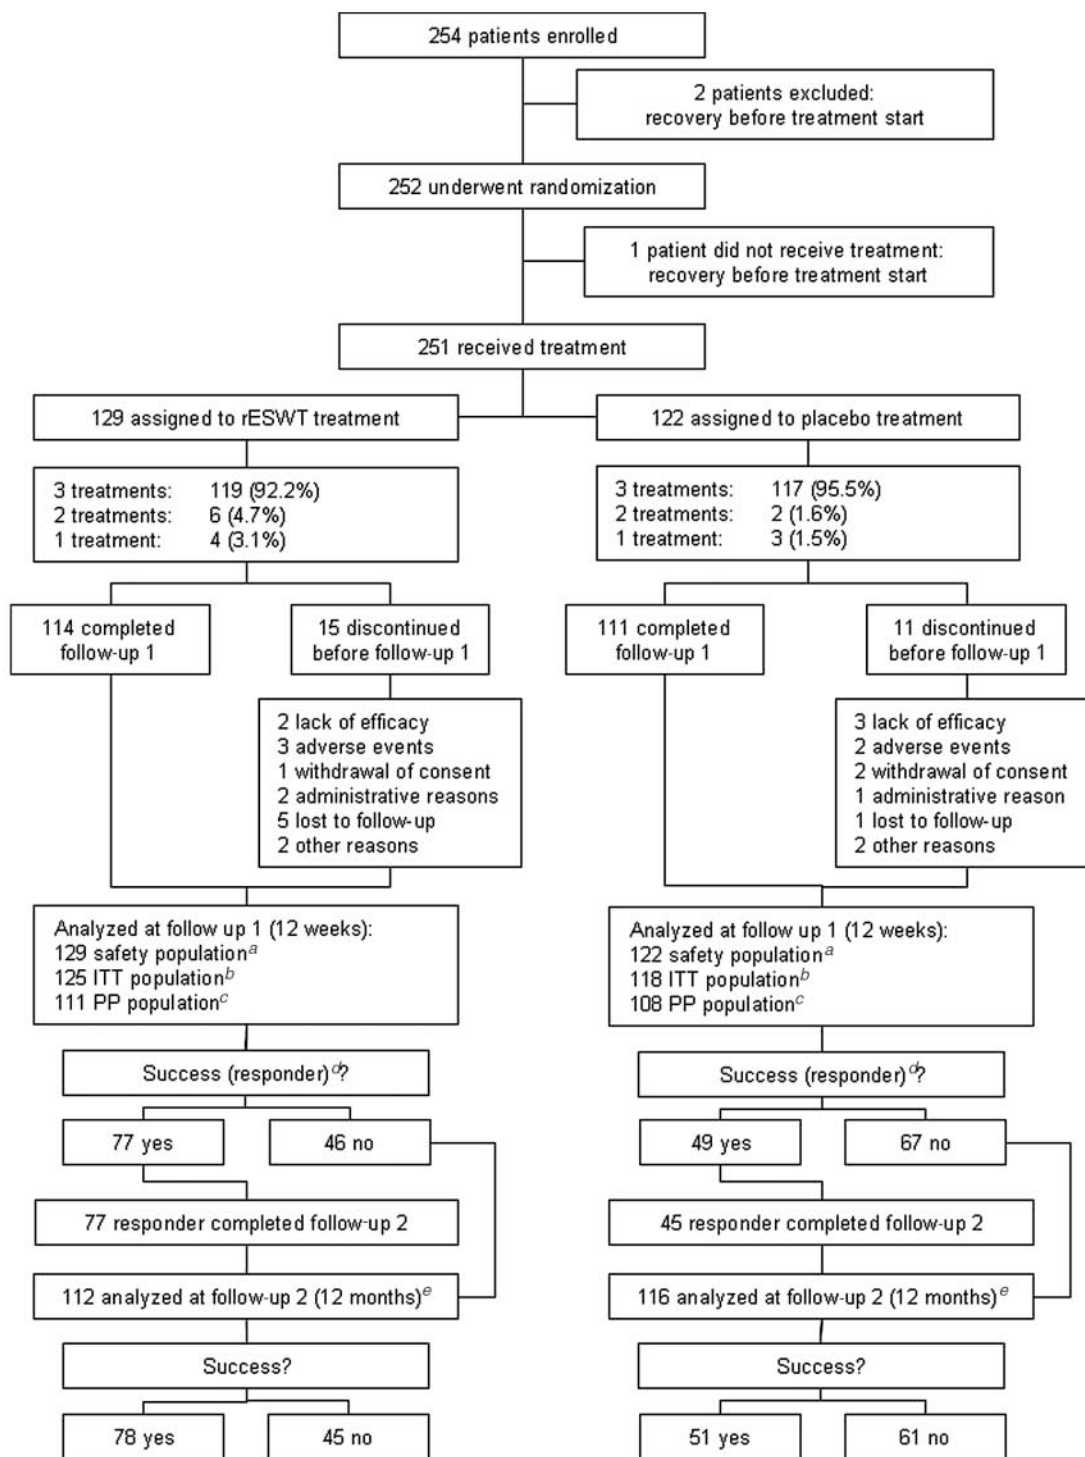 254 patients enrolled
2 patients excluded:
recovery before treatment start
252 underwent randomization
1 patient did not receive treatment:
recovery before treatment start
251 received treatment
129 assigned to rESWT treatment
122 assigned to placebo treatment
3 treatments: 119 (92.2%)
2 treatments: 6 (4.7%)
1 treatment: 4 (3.1%)
3 treatments: 117 (95.5%)
2 treatments: 2 (1.6%)
1 treatment: 3 (1.5%)
114 completed
follow-up 1
15 discontinued
before follow-up 1
111 completed
follow-up 1
11 discontinued
before follow-up 1
2 lack of efficacy
3 adverse events
1 withdrawal of consent
2 administrative reasons
5 lost to follow-up
2 other reasons
3 lack of efficacy
2 adverse events
2 withdrawal of consent
1 administrative reason
1 lost to follow-up
2 other reasons
Analyzed at follow up 1 (12 weeks):
129 safety population^a
125 ITT population^b
111 PP population^c
Analyzed at follow up 1 (12 weeks):
122 safety population^a
118 ITT population^b
108 PP population^c
Success (responder)^d?
Success (responder)^d?
77 yes
46 no
49 yes
67 no
77 responder completed follow-up 2
45 responder completed follow-up 2
112 analyzed at follow-up 2 (12 months)^e
116 analyzed at follow-up 2 (12 months)^e
Success?
Success?
78 yes
45 no
51 yes
61 no